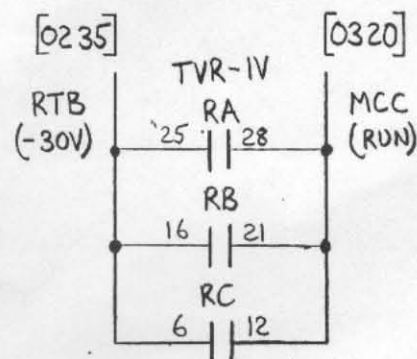 [0235] [0320]
TVR-IV
RTB RA MCC
(-30V) 25 28 (RUN)
RB
16 21
RC
6 12